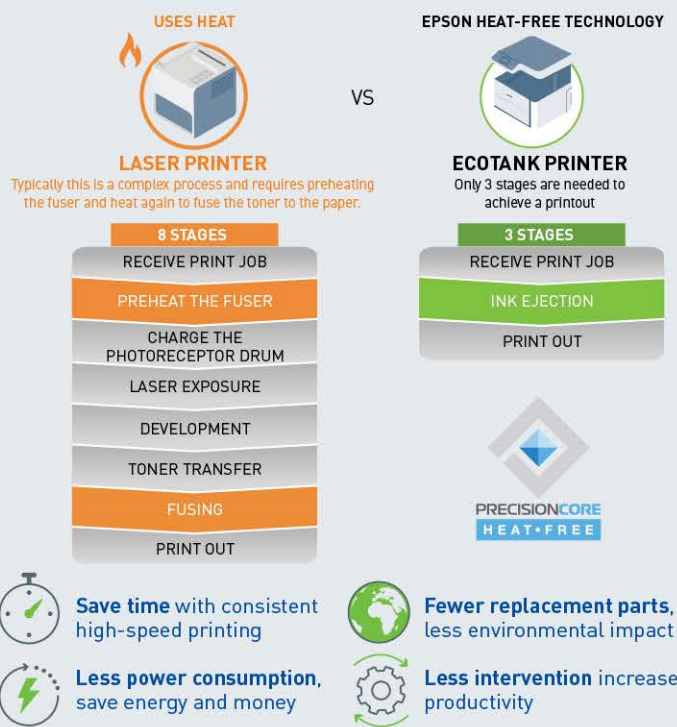 USES HEAT
LASER PRINTER
Typically this is a complex process and requires preheating
the fuser and heat again to fuse the toner to the paper.
8 STAGES
RECEIVE PRINT JOB
PREHEAT THE FUSER
CHARGE THE
PHOTORECEPTOR DRUM
LASER EXPOSURE
DEVELOPMENT
TONER TRANSFER
FUSING
PRINT OUT
VS
EPSON HEAT-FREE TECHNOLOGY
ECOTANK PRINTER
Only 3 stages are needed to
achieve a printout
3 STAGES
RECEIVE PRINT JOB
INK EJECTION
PRINT OUT
PRECISIONCORE
HEAT•FREE
Save time with consistent
high-speed printing
Fewer replacement parts,
less environmental impact
Less power consumption,
save energy and money
Less intervention increase
productivity